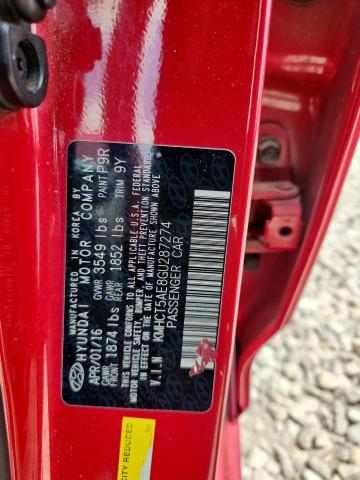 MANUFACTURED IN KOREA BY
HYUNDAI MOTOR COMPANY
APR/01/16 GVWR 3549 lbs PAINT P9R
GAWR FRONT 1874 lbs GAWR REAR 1852 lbs TRIM 9Y
THIS VEHICLE CONFORMS TO ALL APPLICABLE U.S.A. FEDERAL
MOTOR VEHICLE SAFETY, BUMPER, AND THEFT PREVENTION STANDARDS
IN EFFECT ON THE DATE OF MANUFACTURE SHOWN ABOVE.
V.I.N KMHCT5AE8GU287274
PASSENGER CAR
CITY REDUCED